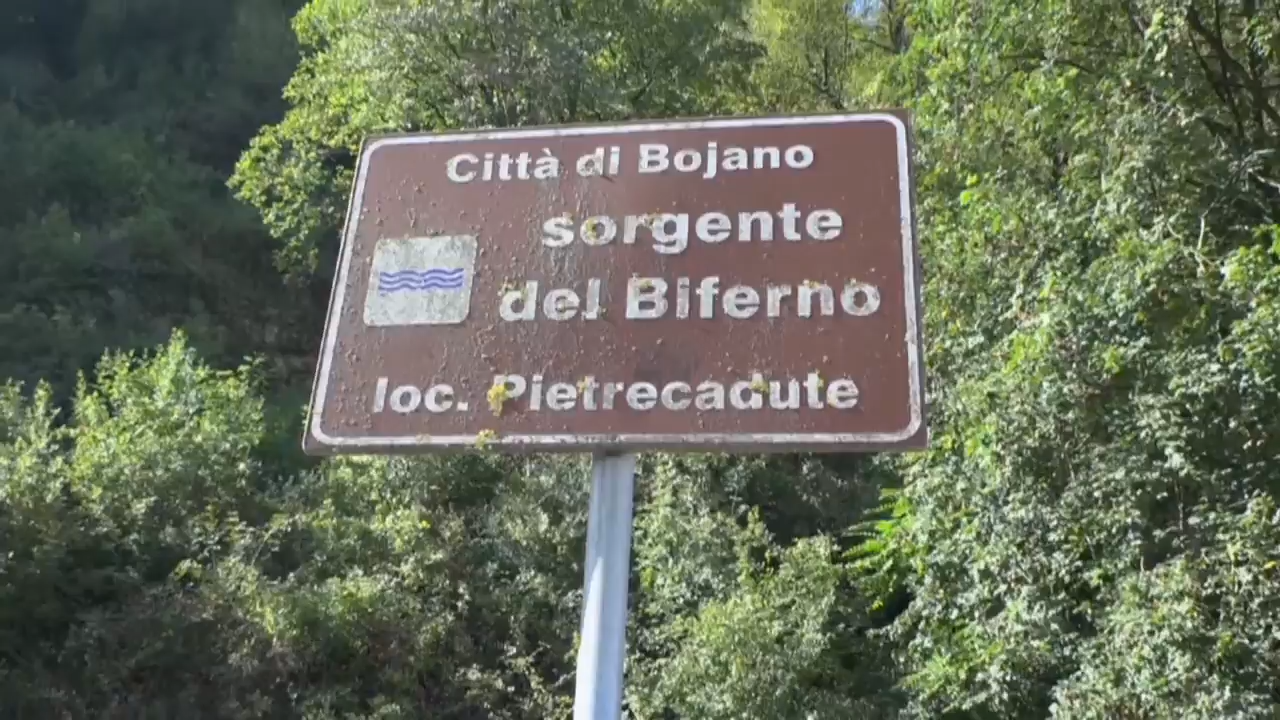 Città di Bojano
sorgente
del Biferno
loc. Pietrecadute